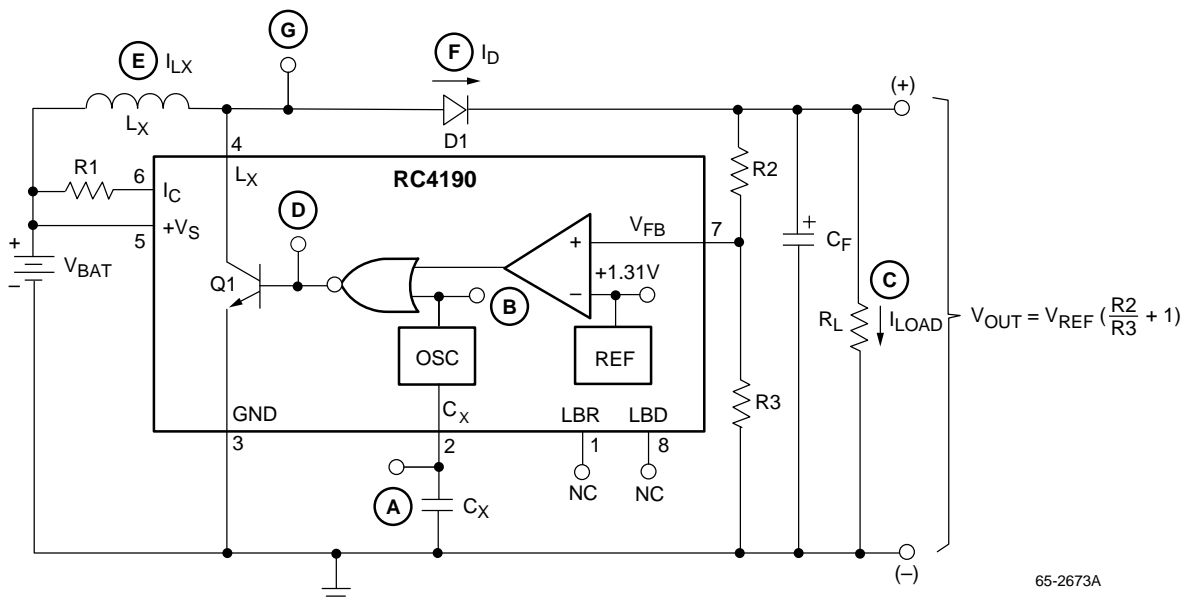 G
E I_LX
F I_D
(+)
L_X
4
D1
R1
6
L_X
RC4190
R2
I_C
D
V_FB
7
+V_S
5
+
+
C_F
V_BAT
+
+1.31V
C
–
Q1
–
B
R_L
I_LOAD
V_OUT = V_REF (R2/R3 + 1)
OSC
REF
R3
GND
C_X
LBR
LBD
3
2
1
8
NC
NC
A
C_X
(–)
65-2673A